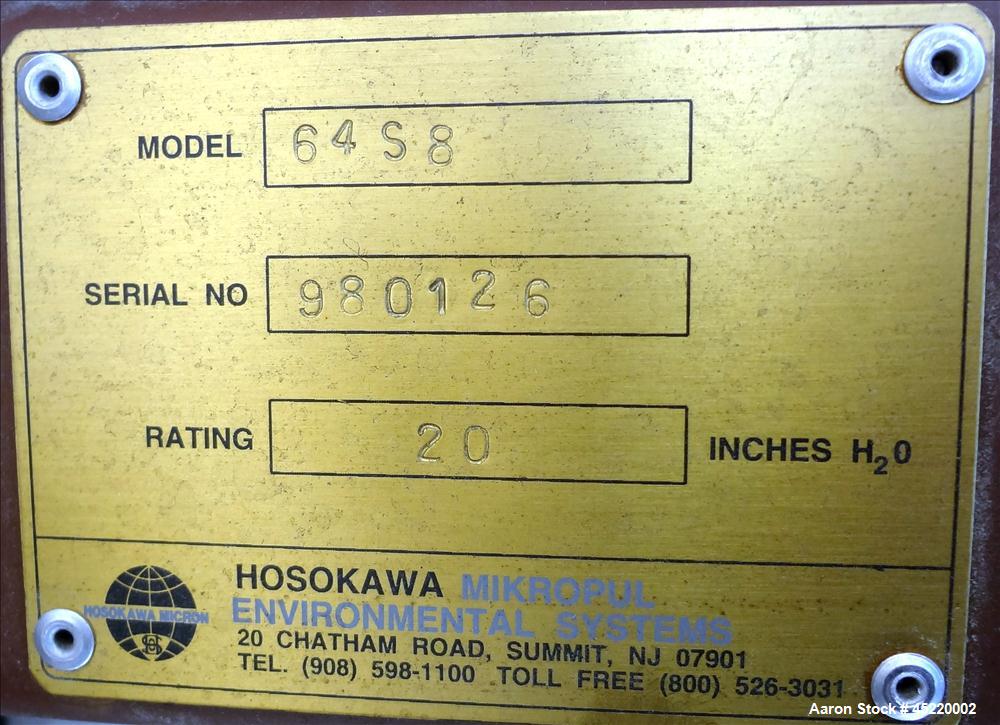 MODEL 64S8
SERIAL NO 980126
RATING 20 INCHES H₂0
HOSOKAWA MIKROPUL
HOSOKAWA MICRON
ENVIRONMENTAL SYSTEMS
20 CHATHAM ROAD, SUMMIT, NJ 07901
TEL. (908) 598-1100 TOLL FREE (800) 526-3031
Aaron Stock # 45220002